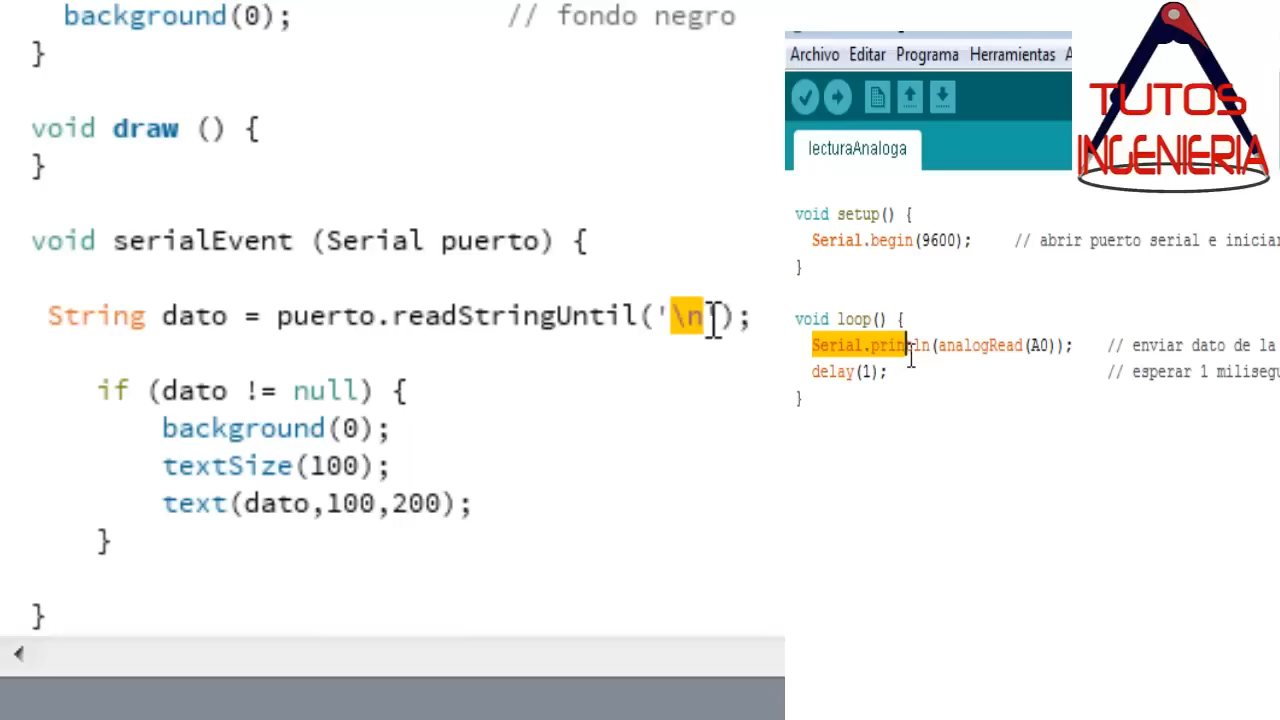 background(0);                // fondo negro
}
void draw () {
}
void serialEvent (Serial puerto) {
String dato = puerto.readStringUntil('\n');
if (dato != null) {
background(0);
textSize(100);
text(dato,100,200);
}
}
Archivo Editar Programa Herramientas
lecturaAnaloga
void setup() {
Serial.begin(9600);     // abrir puerto serial e iniciar
}
void loop() {
Serial.println(analogRead(A0));    // enviar dato de la
delay(1);                          // esperar 1 milisegu
}
TUTOS
INGENIERIA